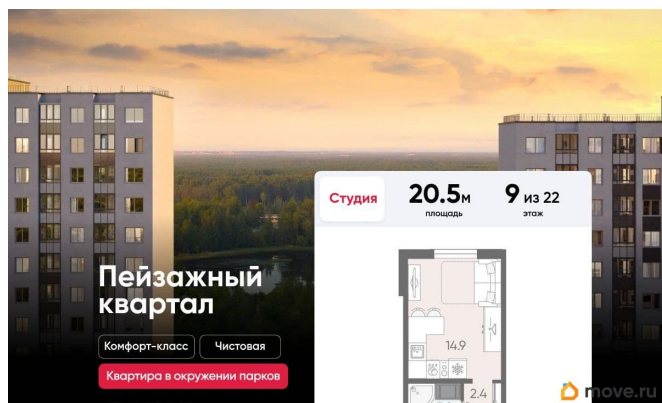 Студия
20.5м
площадь
9 из 22
этаж
Пейзажный
квартал
Комфорт-класс
Чистовая
Квартира в окружении парков
14.9
2.4
move.ru